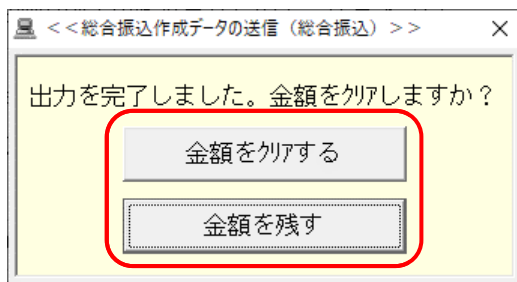 <<総合振込作成ﾃﾞｰﾀの送信（総合振込）>>
出力を完了しました。金額をｸﾘｱしますか？
金額をｸﾘｱする
金額を残す